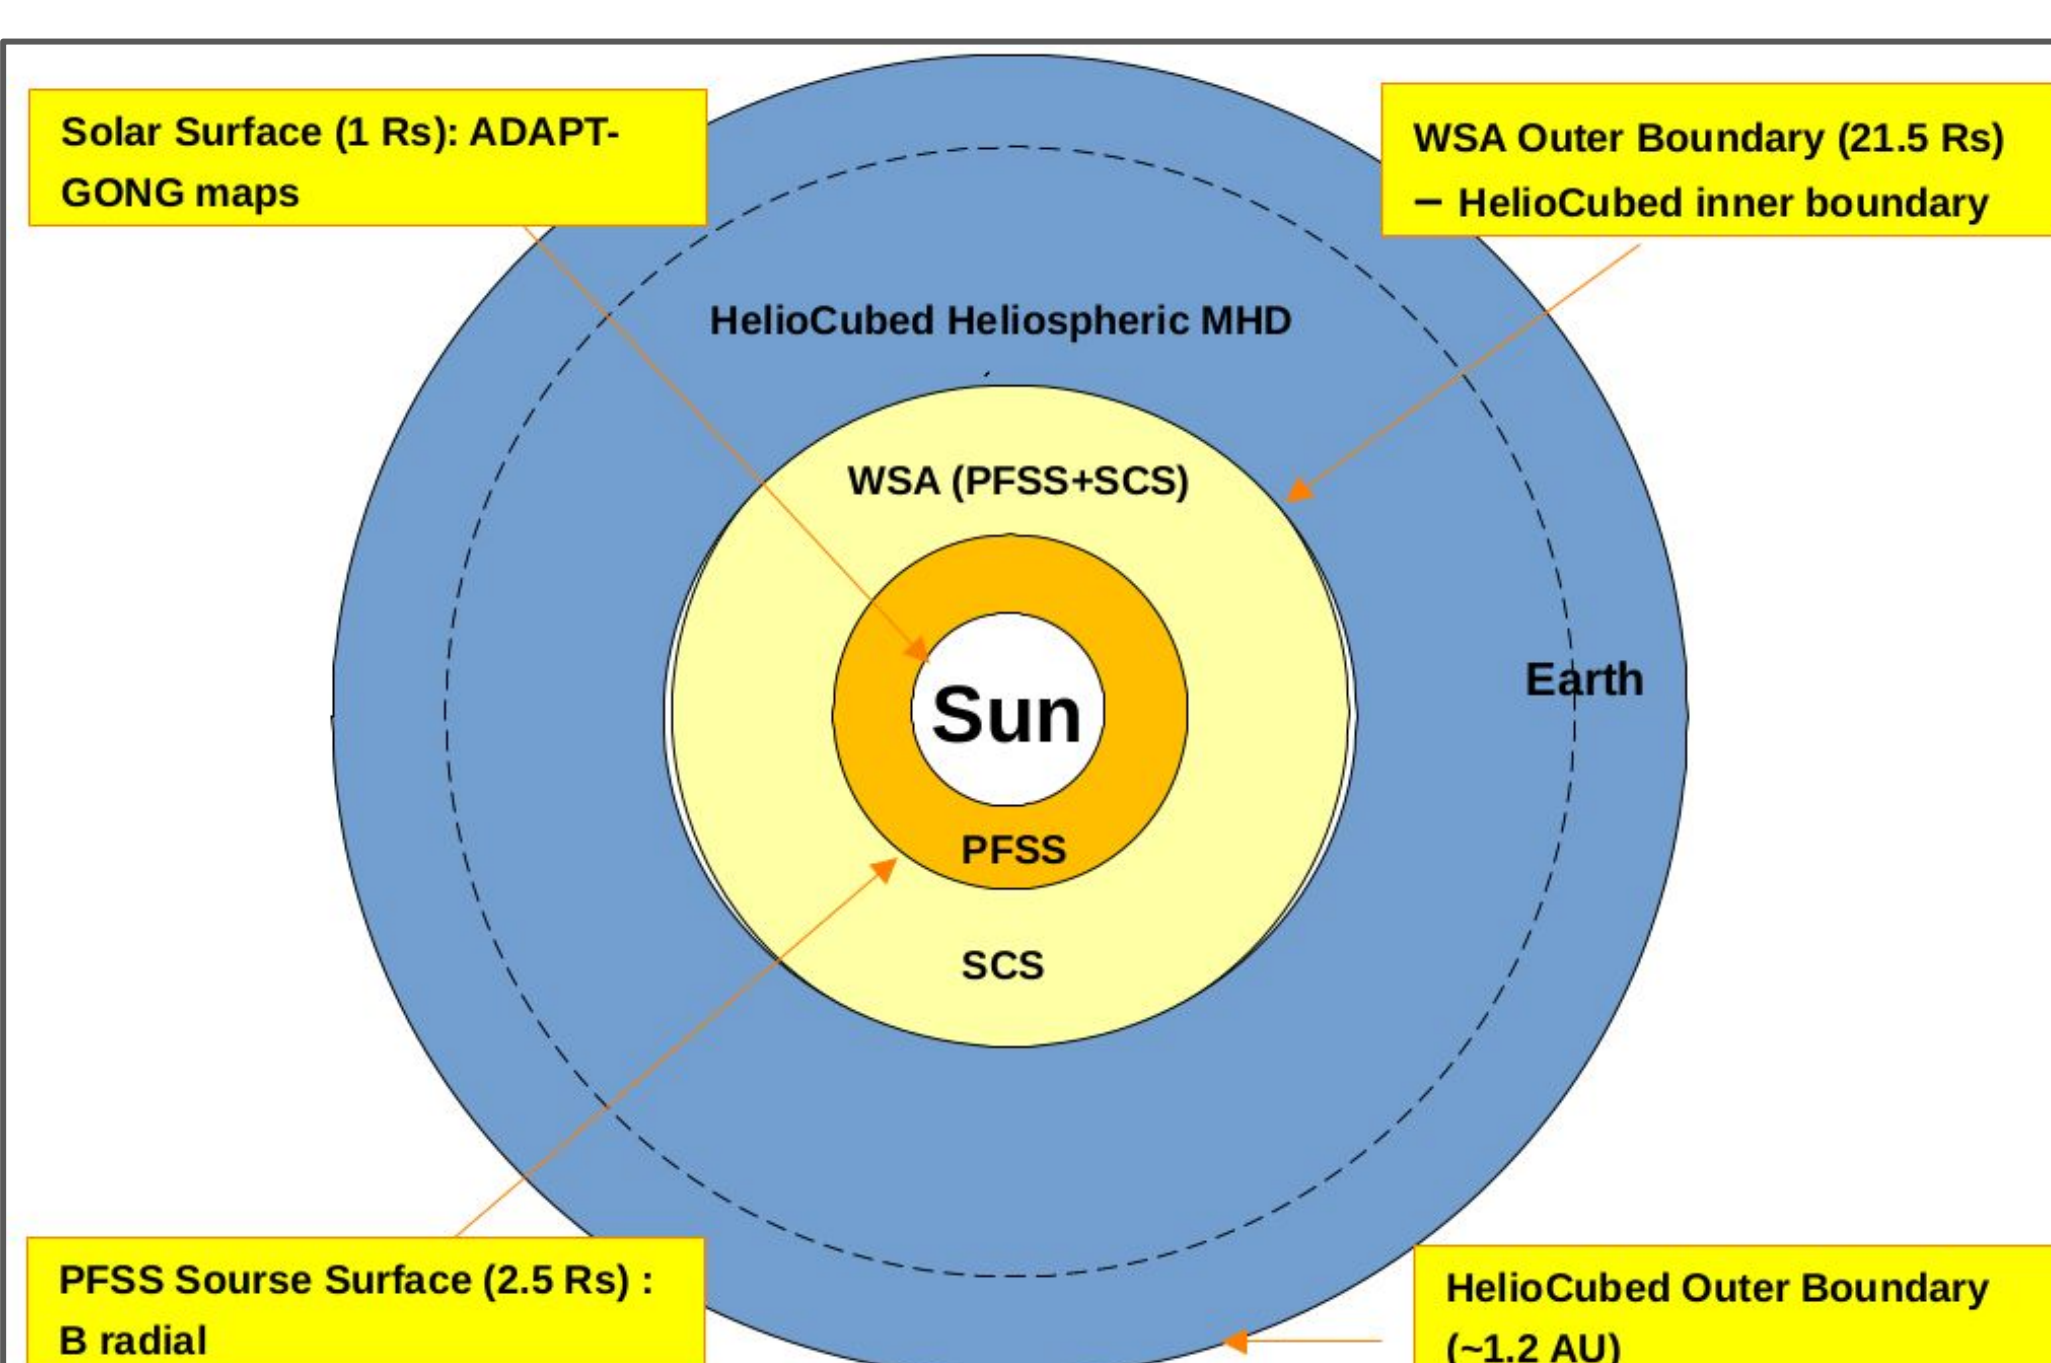 Solar Surface (1 Rs): ADAPT-
GONG maps
WSA Outer Boundary (21.5 Rs)
– HelioCubed inner boundary
HelioCubed Heliospheric MHD
WSA (PFSS+SCS)
Earth
Sun
PFSS
SCS
PFSS Sourse Surface (2.5 Rs) :
B radial
HelioCubed Outer Boundary
(~1.2 AU)